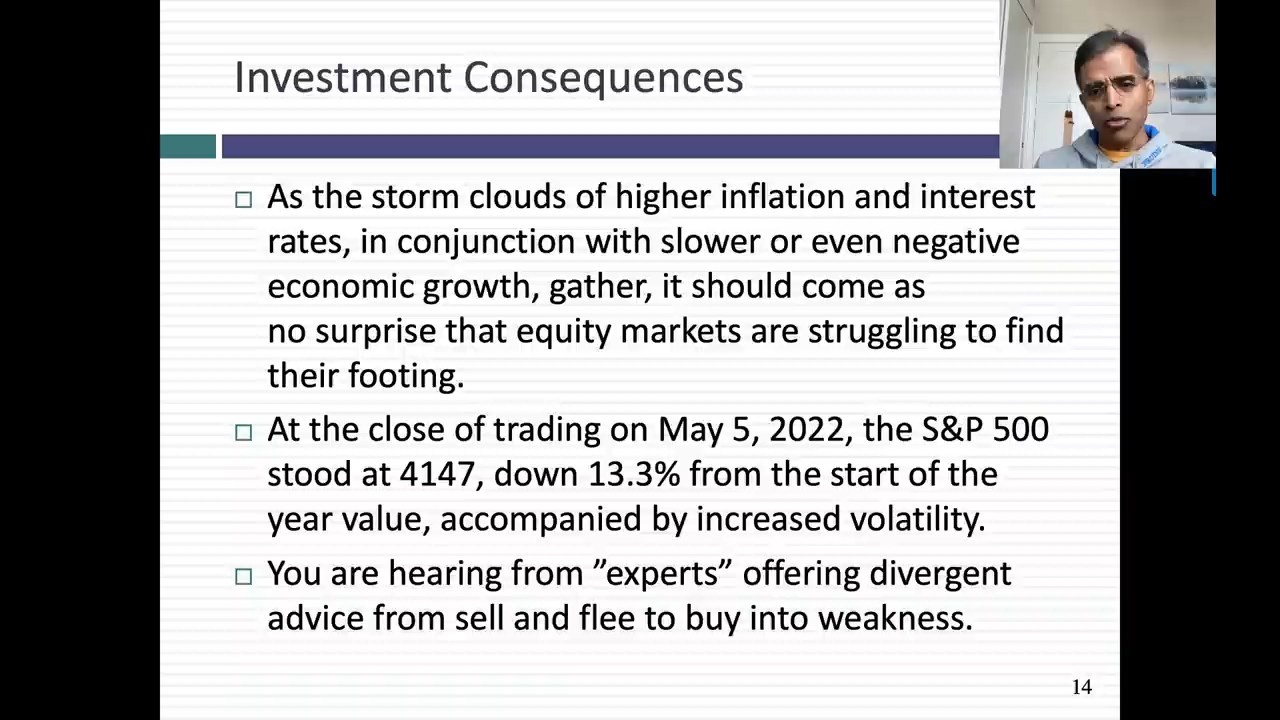 Investment Consequences
As the storm clouds of higher inflation and interest
rates, in conjunction with slower or even negative
economic growth, gather, it should come as
no surprise that equity markets are struggling to find
their footing.
At the close of trading on May 5, 2022, the S&P 500
stood at 4147, down 13.3% from the start of the
year value, accompanied by increased volatility.
You are hearing from ”experts” offering divergent
advice from sell and flee to buy into weakness.
14